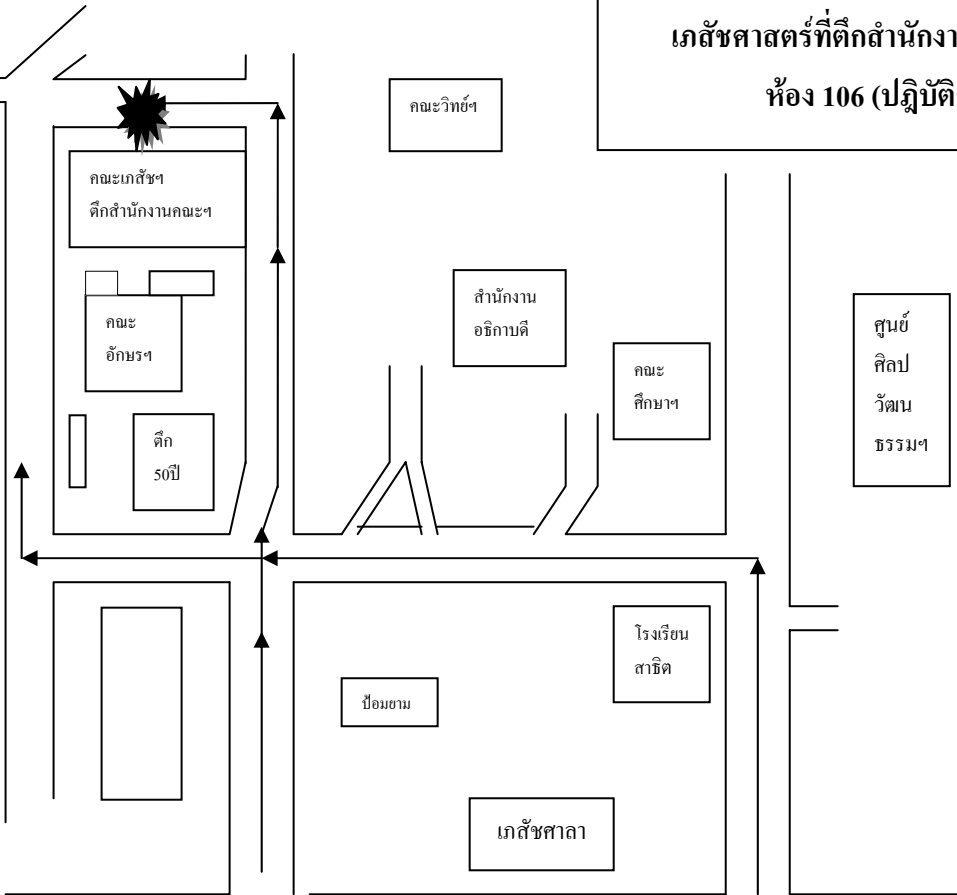 เภสัชศาสตร์ที่ตึกสำนักงา
ห้อง 106 (ปฎิบัติ
คณะวิทย์ฯ
คณะเภสัชฯ
ตึกสำนักงานคณะฯ
สำนักงาน
อธิกาบดี
คณะ
อักษรฯ
คณะ
ศึกษาฯ
ศูนย์
ศิลป
วัฒน
ธรรมฯ
ตึก
50ปี
โรงเรียน
สาธิต
ป้อมยาม
เภสัชศาลา